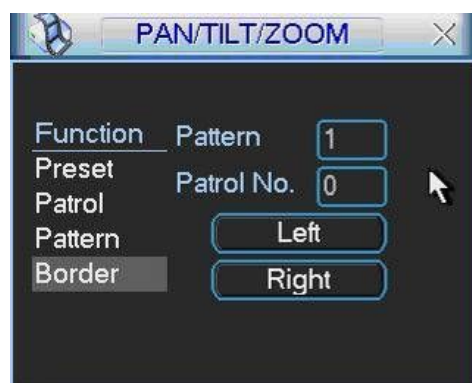 PAN/TILT/ZOOM
Function
Preset
Patrol
Pattern
Border
Pattern 1
Patrol No. 0
Left
Right